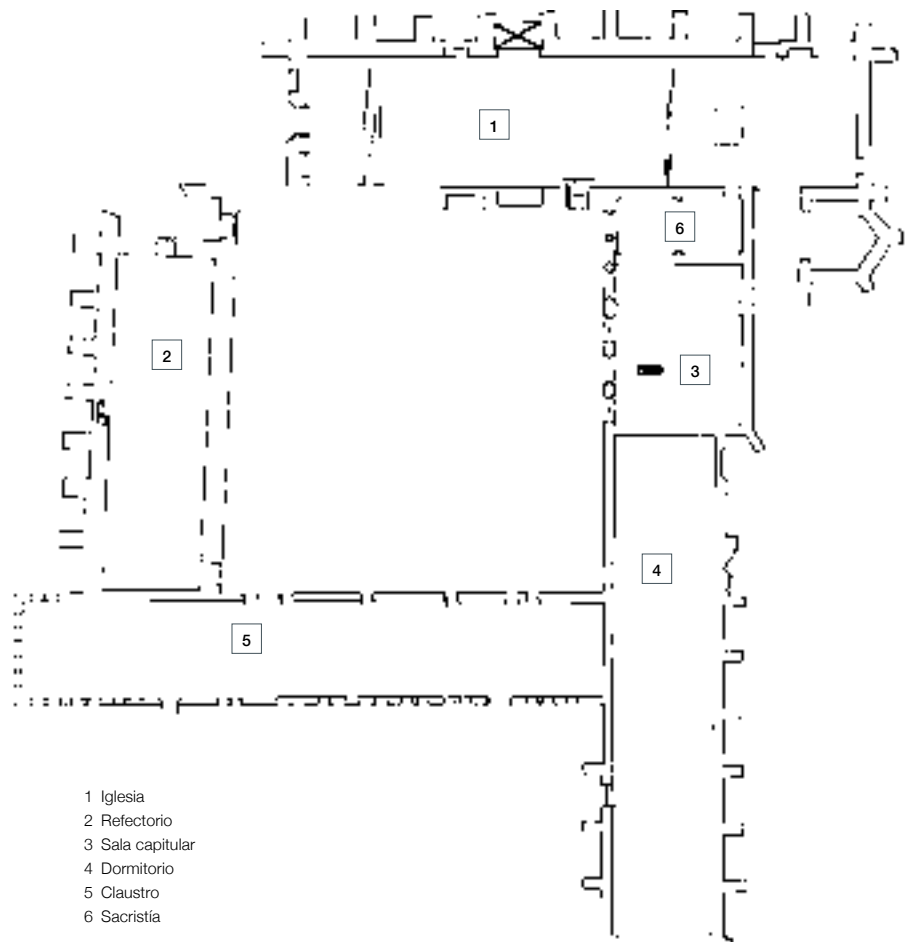 1
6
2
3
4
5
1 Iglesia
2 Refectorio
3 Sala capitular
4 Dormitorio
5 Claustro
6 Sacristía